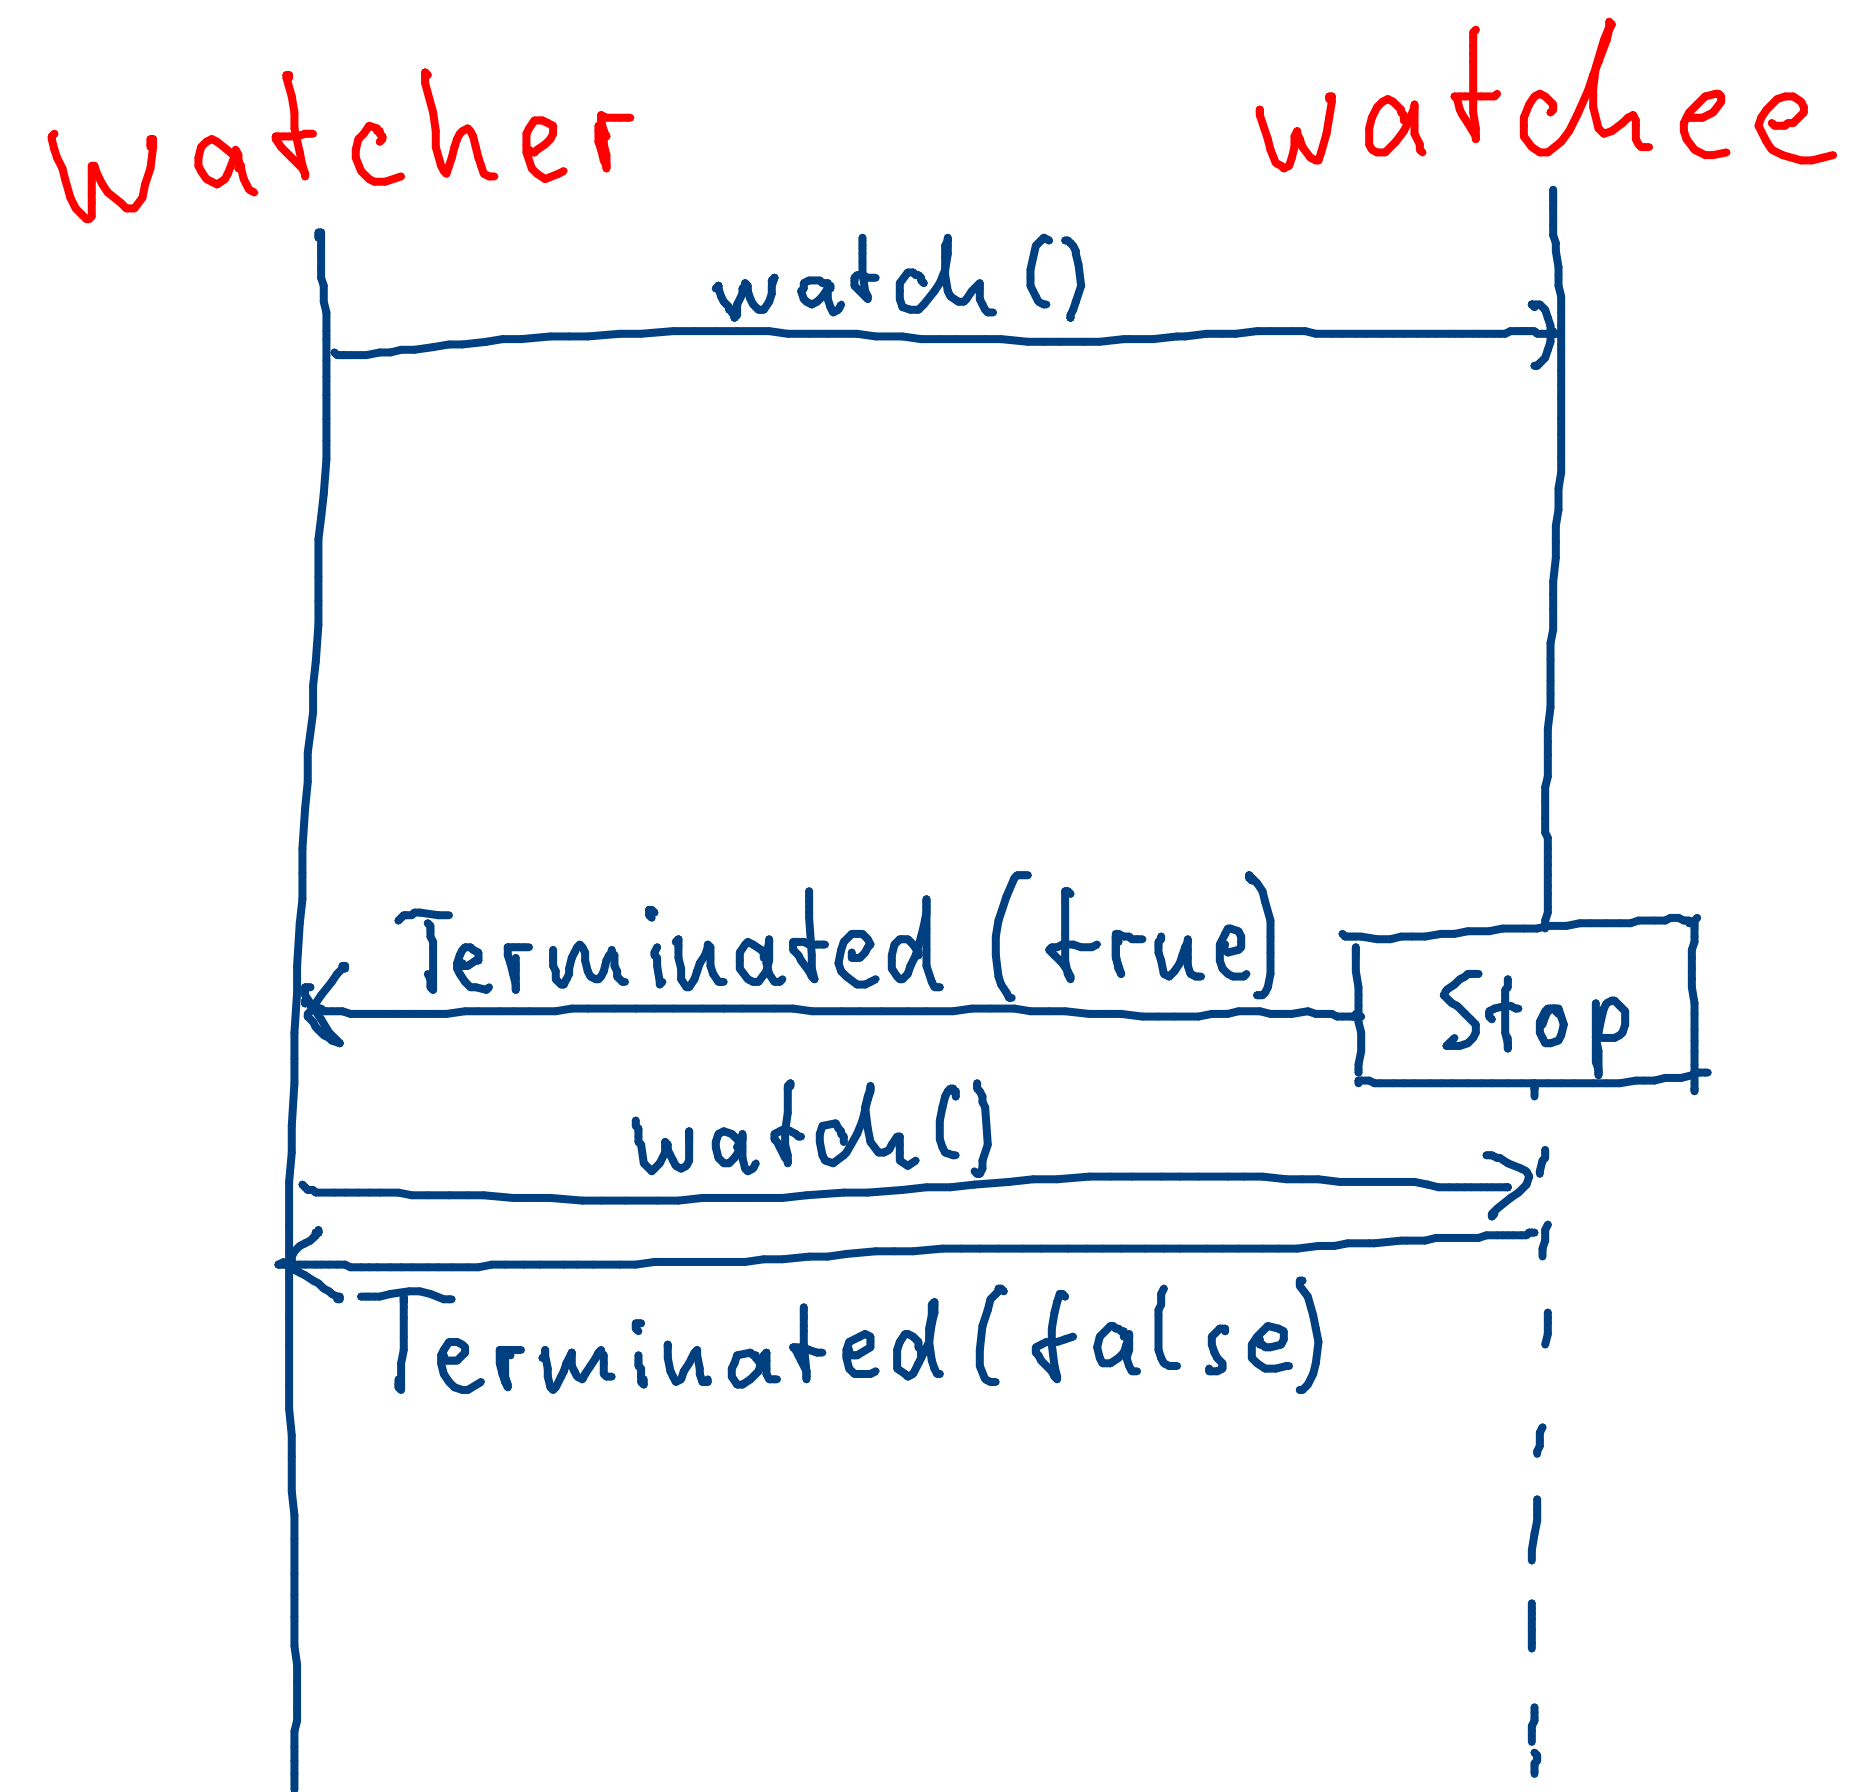 watcher watchee
watch()
Terminated (true)
Stop
watch()
Terminated (false)